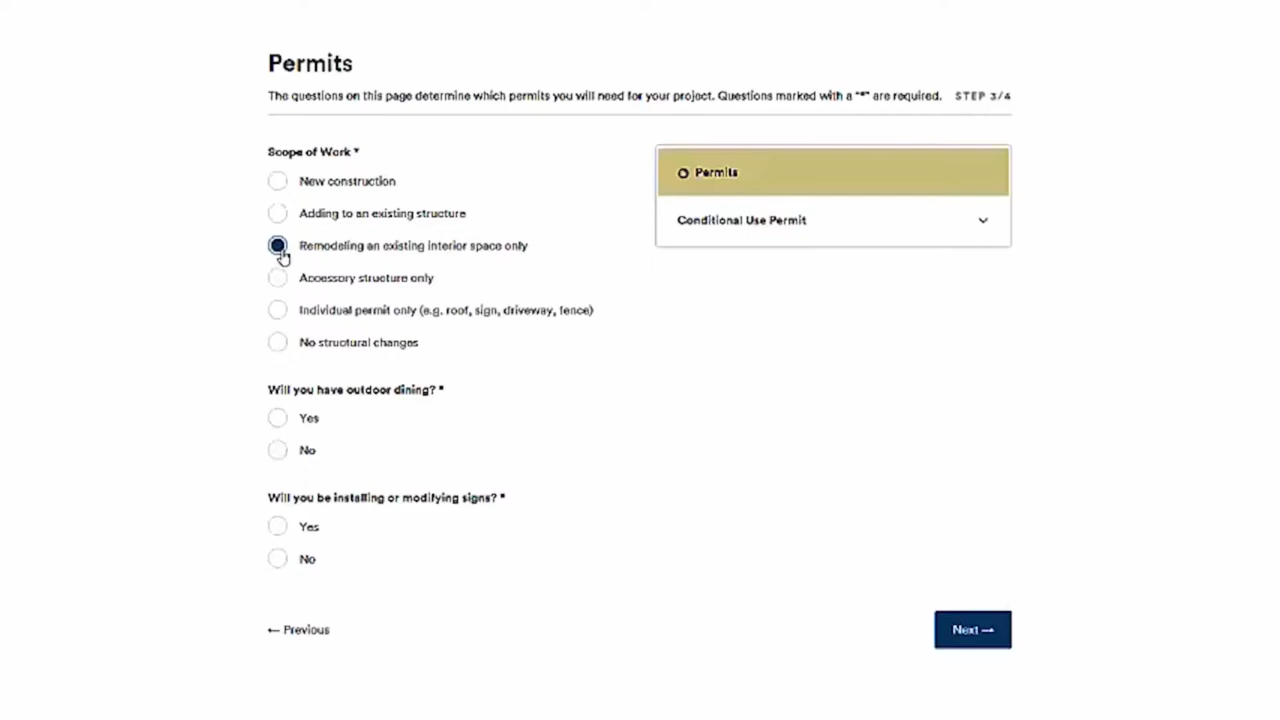 Permits
The questions on this page determine which permits you will need for your project. Questions marked with a "*" are required. STEP 3/4
Scope of Work *
New construction
Adding to an existing structure
Remodeling an existing interior space only
Accessory structure only
Individual permit only (e.g. roof, sign, driveway, fence)
No structural changes
Will you have outdoor dining? *
Yes
No
Will you be installing or modifying signs? *
Yes
No
Permits
Conditional Use Permit
← Previous
Next →